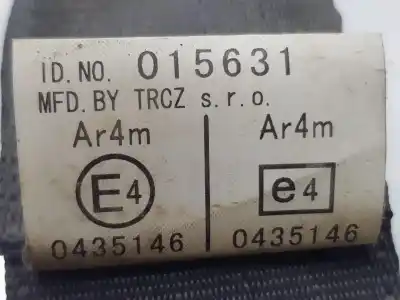 ID. NO. 015631
MFD. BY TRCZ s.r.o.
Ar4m Ar4m
E4 e4
0435146 0435146